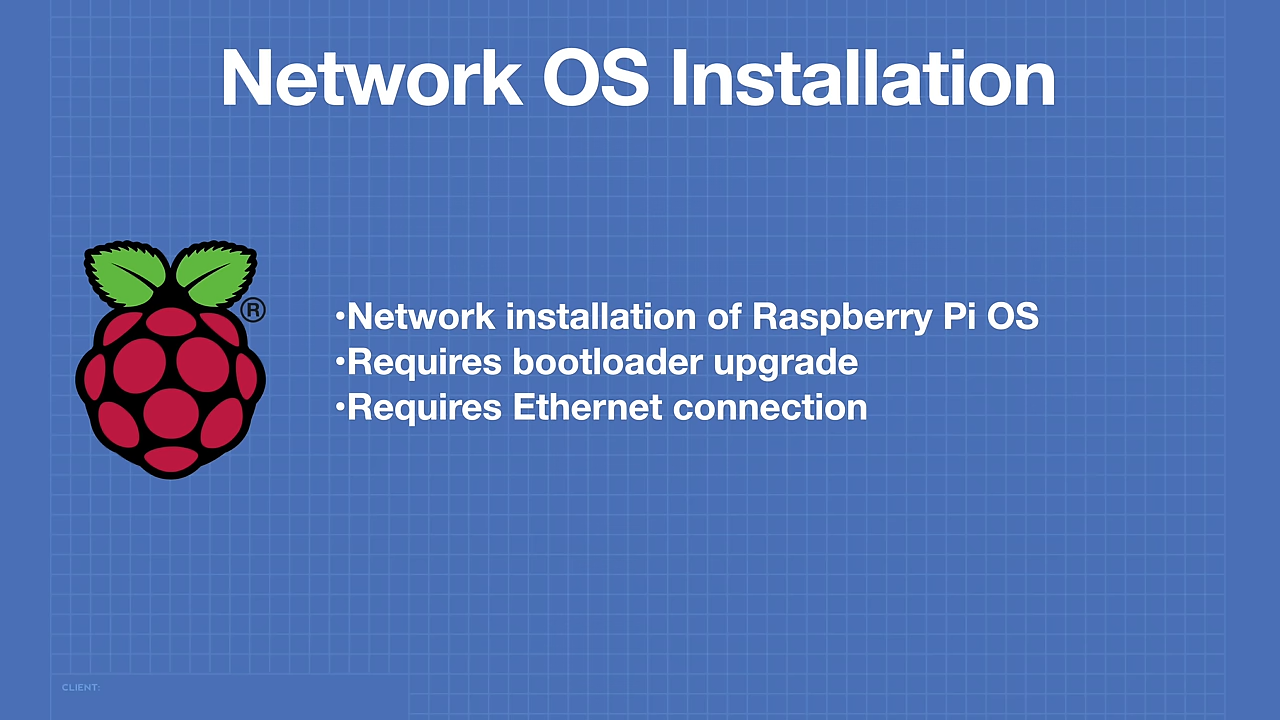 Network OS Installation
®
•Network installation of Raspberry Pi OS
•Requires bootloader upgrade
•Requires Ethernet connection
CLIENT: